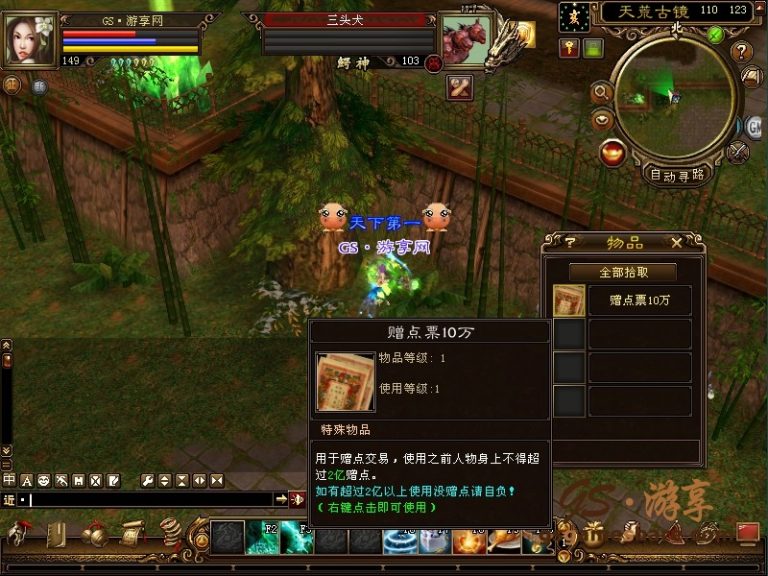 GS·游享网
149
三头犬
鳄神
103
天荒古镜 110 123
北
GM
自动寻路
天下第一
GS·游享网
物品
全部拾取
赠点票10万
赠点票10万
物品等级: 1
使用等级:1
特殊物品
用于赠点交易，使用之前人物身上不得超
过2亿赠点。
如有超过2亿以上使用没赠点请自负！
（右键点击即可使用）
近
F2
GS·游享